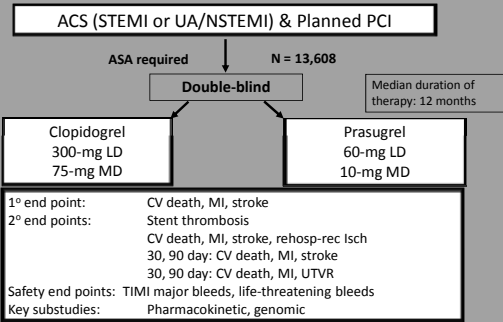 ACS (STEMI or UA/NSTEMI) & Planned PCI
ASA required
N = 13,608
Double-blind
Median duration of
therapy: 12 months
Clopidogrel
300-mg LD
75-mg MD
Prasugrel
60-mg LD
10-mg MD
1º end point: CV death, MI, stroke
2º end points: Stent thrombosis
CV death, MI, stroke, rehosp-rec Isch
30, 90 day: CV death, MI, stroke
30, 90 day: CV death, MI, UTVR
Safety end points: TIMI major bleeds, life-threatening bleeds
Key substudies: Pharmacokinetic, genomic